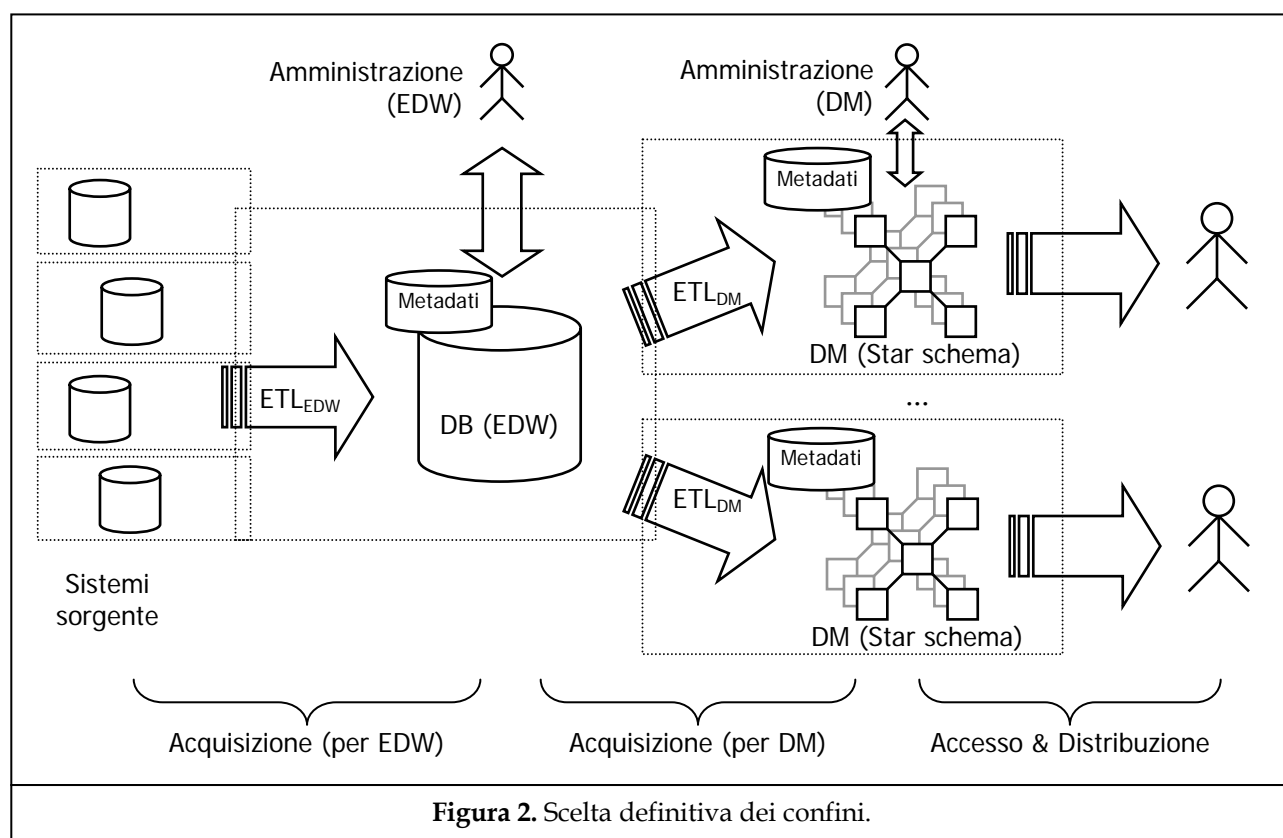 Amministrazione
(EDW)
Amministrazione
(DM)
Metadati
ETLEDW
DB (EDW)
ETLDM
Metadati
DM (Star schema)
...
ETLDM
Metadati
DM (Star schema)
Sistemi
sorgente
Acquisizione (per EDW)
Acquisizione (per DM)
Accesso & Distribuzione
Figura 2. Scelta definitiva dei confini.